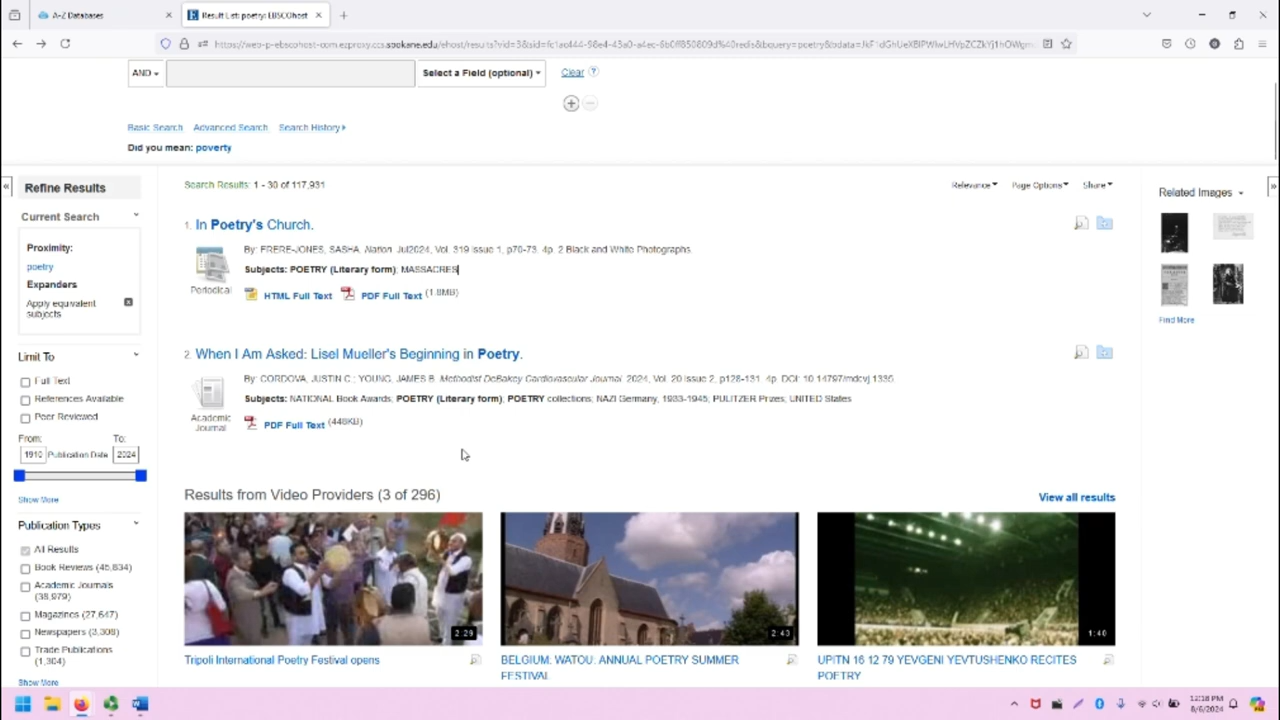 A-Z Databases
Result List: poetry: EBSCOhost
AND
Select a Field (optional)
Clear
Basic Search Advanced Search Search History
Did you mean: poverty
Refine Results
Current Search
Proximity:
poetry
Expanders
Apply equivalent
subjects
Limit To
Full Text
References Available
Peer Reviewed
From: To:
1910 Publication Date 2024
Show More
Publication Types
All Results
Book Reviews (45,834)
Academic Journals
(38,979)
Magazines (27,647)
Newspapers (3,308)
Trade Publications
(1,304)
Show More
Search Results: 1 - 30 of 117,931
Relevance Page Options Share
1. In Poetry's Church.
By: FRERE-JONES, SASHA. Nation. Jul2024, Vol. 319 Issue 1, p70-73. 4p. 2 Black and White Photographs.
Subjects: POETRY (Literary form); MASSACRES
Periodical
HTML Full Text PDF Full Text (1.8MB)
2. When I Am Asked: Lisel Mueller's Beginning in Poetry.
By: CORDOVA, JUSTIN C.; YOUNG, JAMES B. Methodist DeBakey Cardiovascular Journal. 2024, Vol. 20 Issue 2, p128-131. 4p. DOI: 10.14797/mdcvj.1335.
Subjects: NATIONAL Book Awards; POETRY (Literary form); POETRY collections; NAZI Germany, 1933-1945; PULITZER Prizes; UNITED States
Academic
Journal
PDF Full Text (448KB)
Results from Video Providers (3 of 296)
View all results
2:29
2:43
1:40
Tripoli International Poetry Festival opens
BELGIUM: WATOU: ANNUAL POETRY SUMMER
FESTIVAL
UPITN 16 12 79 YEVGENI YEVTUSHENKO RECITES
POETRY
Related Images
Find More
12:38 PM
8/6/2024